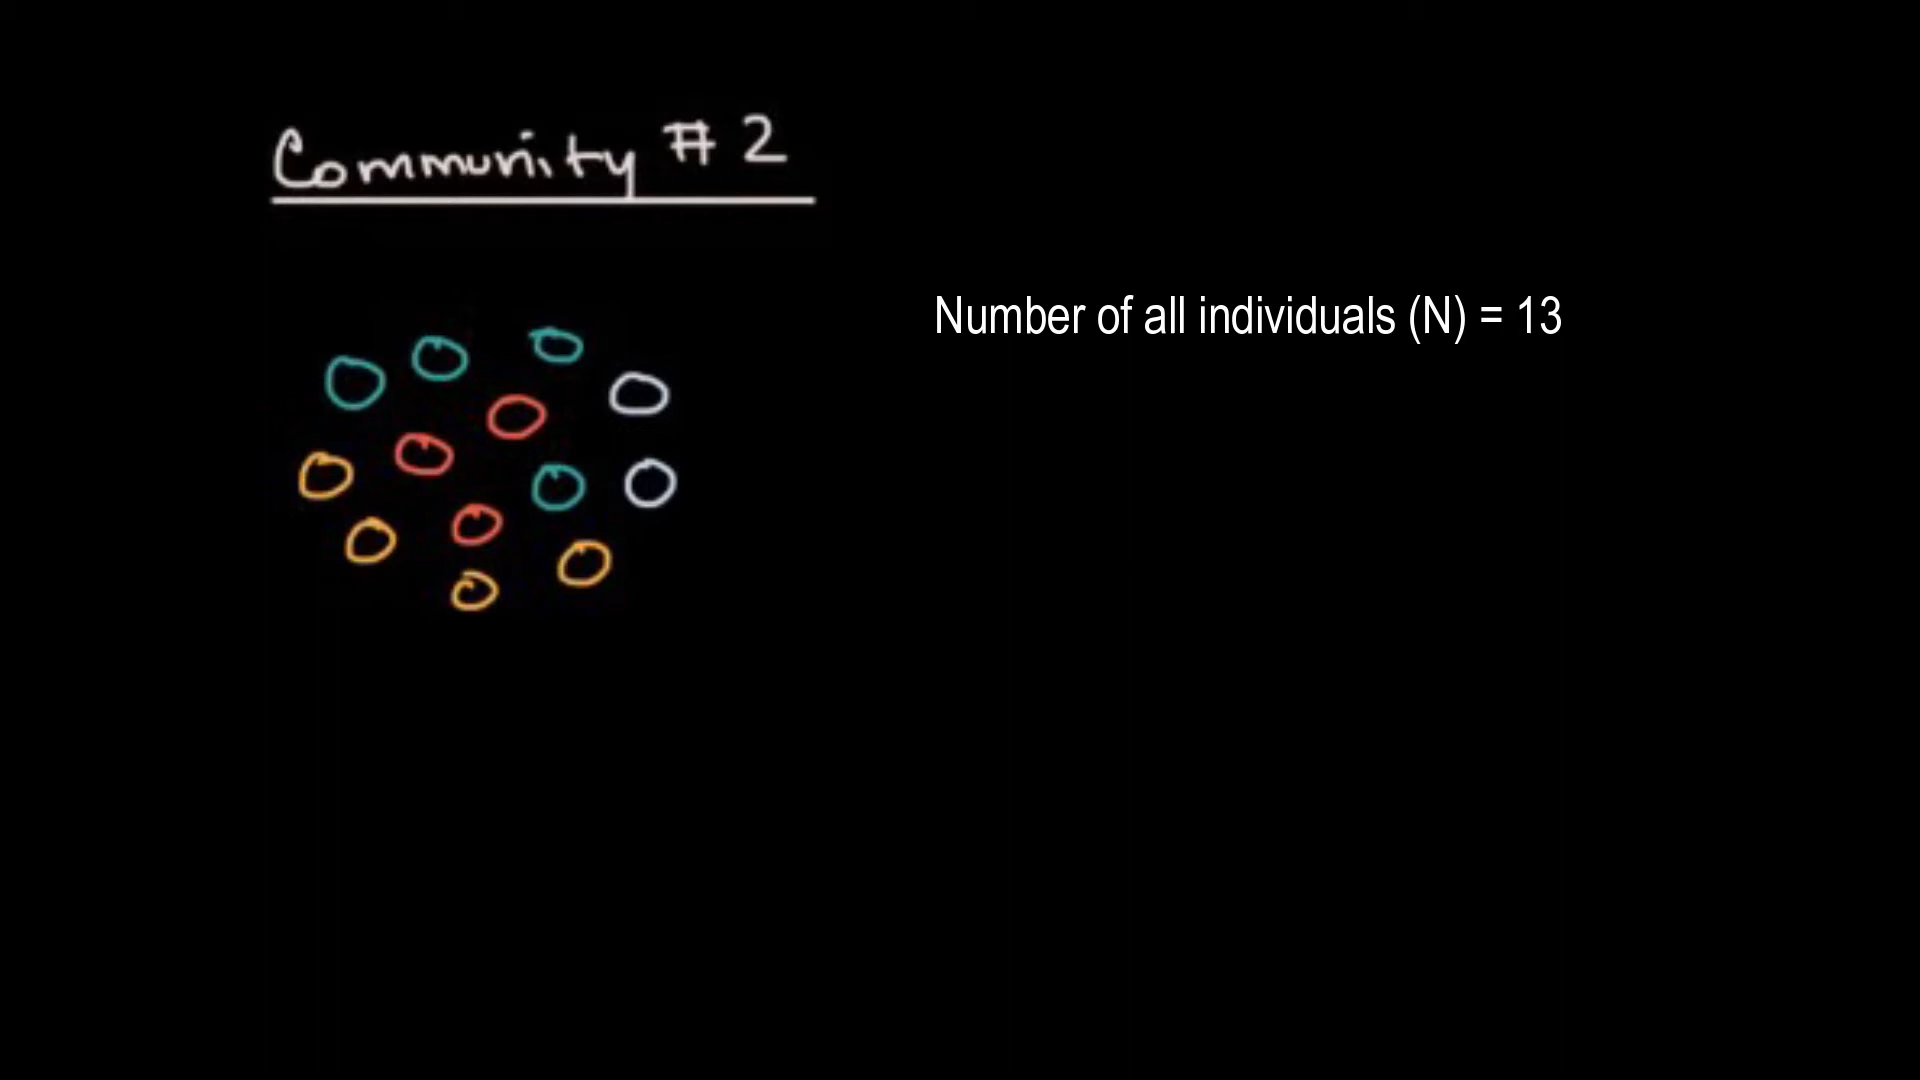 Community # 2
Number of all individuals (N) = 13